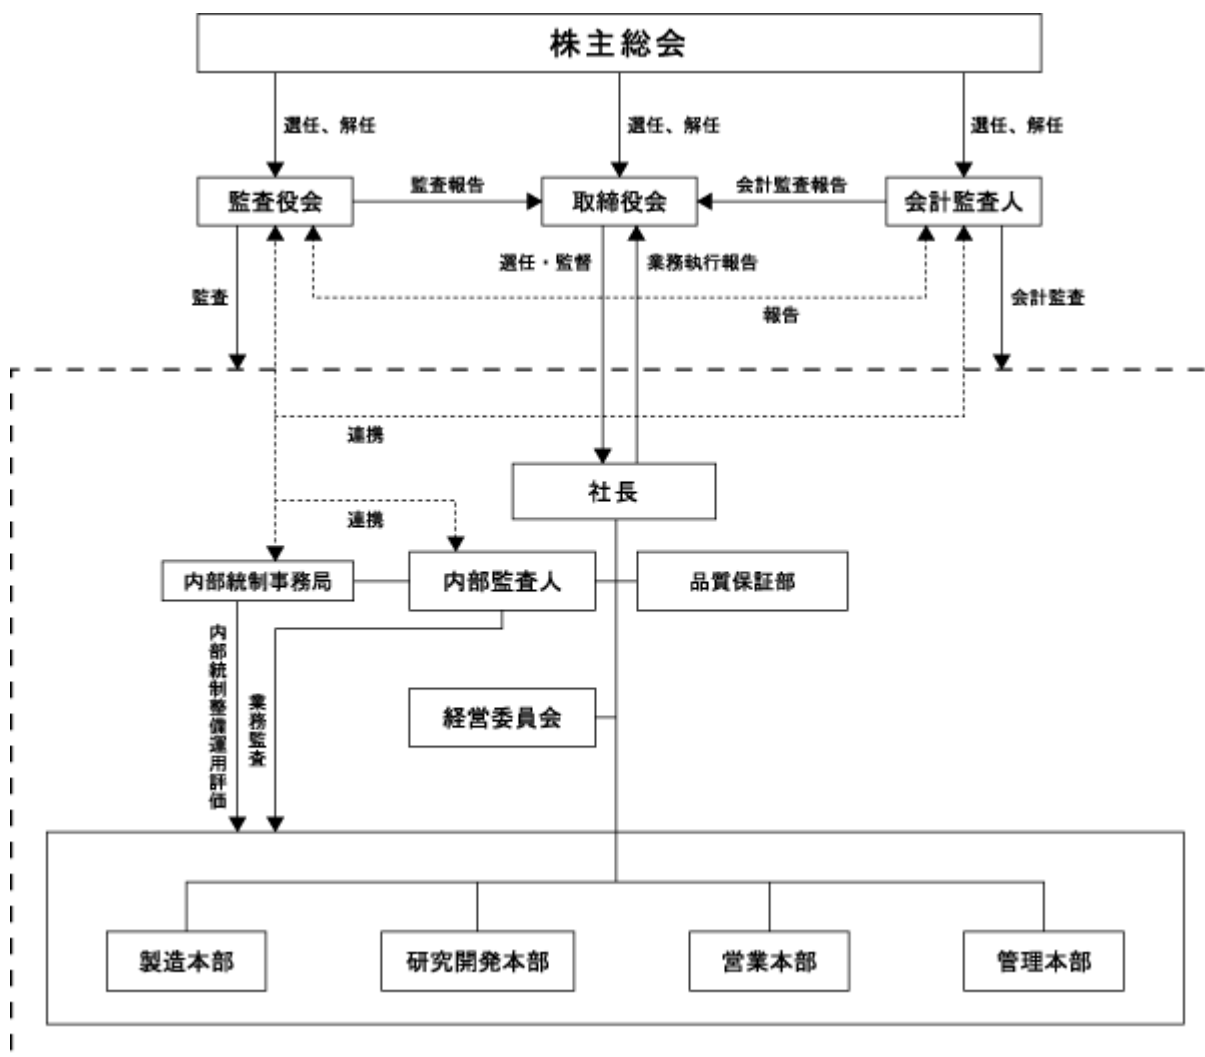 株主総会
選任、解任
選任、解任
選任、解任
監査役会
監査報告
取締役会
会計監査報告
会計監査人
選任・監督
業務執行報告
監査
報告
会計監査
連携
社長
連携
内部統制事務局
内部監査人
品質保証部
内部統制整備運用評価
業務監査
経営委員会
製造本部
研究開発本部
営業本部
管理本部